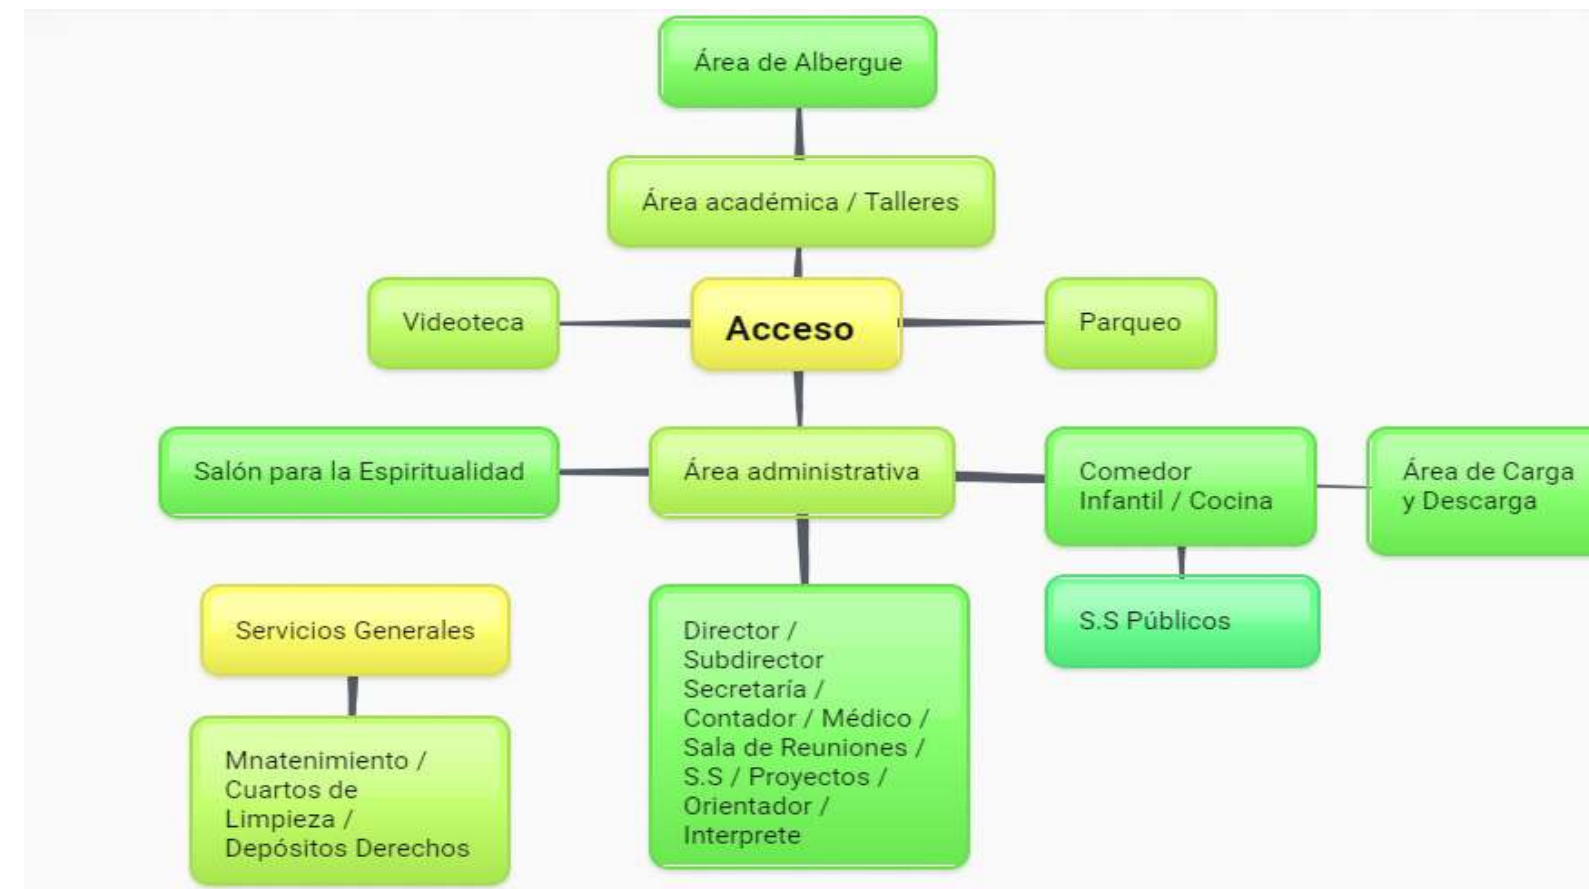 Área de Albergue
Área académica / Talleres
Videoteca
Acceso
Parqueo
Salón para la Espiritualidad
Área administrativa
Comedor
Infantil / Cocina
Área de Carga
y Descarga
Servicios Generales
Director /
Subdirector
Secretaría /
Contador / Médico /
Sala de Reuniones /
S.S / Proyectos /
Orientador /
Interprete
S.S Públicos
Mnatenimiento /
Cuartos de
Limpieza /
Depósitos Derechos